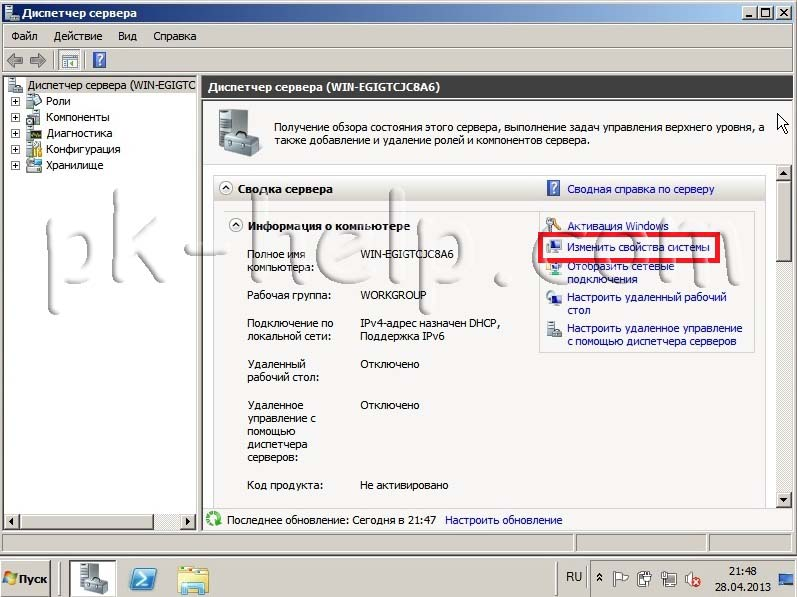 Диспетчер сервера
Файл Действие Вид Справка
Диспетчер сервера (WIN-EGIGTC
Роли
Компоненты
Диагностика
Конфигурация
Хранилище
Диспетчер сервера (WIN-EGIGTCJC8A6)
Получение обзора состояния этого сервера, выполнение задач управления верхнего уровня, а
также добавление и удаление ролей и компонентов сервера.
Сводка сервера
Сводная справка по серверу
Информация о компьютере
Полное имя
компьютера:
WIN-EGIGTCJC8A6
Рабочая группа:
WORKGROUP
Подключение по
локальной сети:
IPv4-адрес назначен DHCP,
Поддержка IPv6
Удаленный
рабочий стол:
Отключено
Удаленное
управление с
помощью
диспетчера
серверов:
Отключено
Код продукта:
Не активировано
Активация Windows
Изменить свойства системы
Отобразить сетевые
подключения
Настроить удаленный рабочий
стол
Настроить удаленное управление
с помощью диспетчера серверов
pk-help.com
Последнее обновление: Сегодня в 21:47 Настроить обновление
Пуск
RU
21:48
28.04.2013